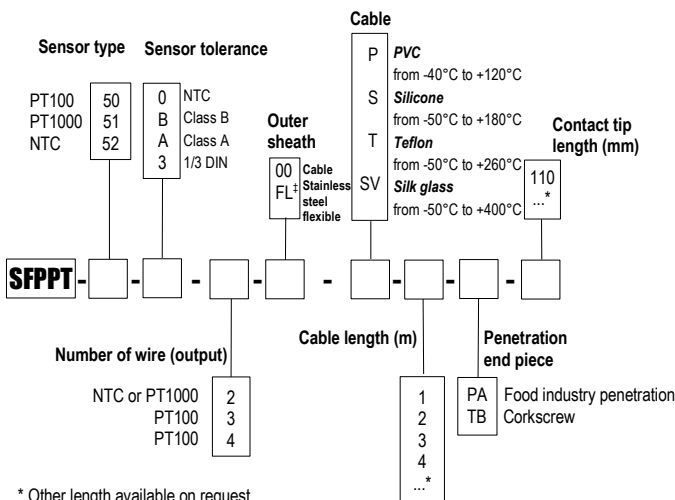 Cable
Sensor type
Sensor tolerance
PT100 50
PT1000 51
NTC 52
0 NTC
B Class B
A Class A
3 1/3 DIN
Outer
sheath
00 Cable
FL‡ Stainless
steel
flexible
P PVC
from -40°C to +120°C
S Silicone
from -50°C to +180°C
T Teflon
from -50°C to +260°C
SV Silk glass
from -50°C to +400°C
Contact tip
length (mm)
110
...*
SFPPT - - - - - - - -
Number of wire (output)
NTC or PT1000 2
PT100 3
PT100 4
Cable length (m)
1
2
3
4
...*
Penetration
end piece
PA Food industry penetration
TB Corkscrew
* Other length available on request